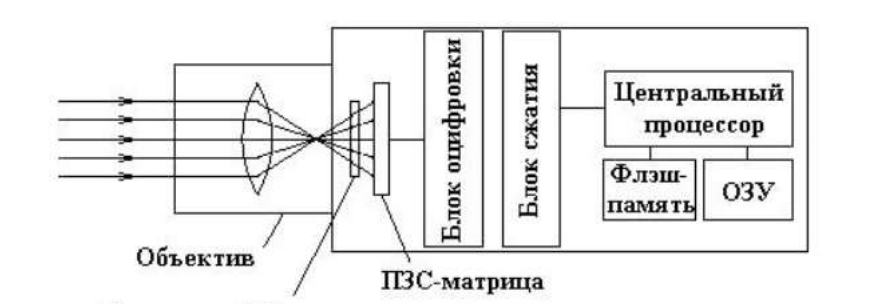 Блок оцифровки
Блок сжатия
Центральный
процессор
Флэш-
память
ОЗУ
Объектив
ПЗС-матрица